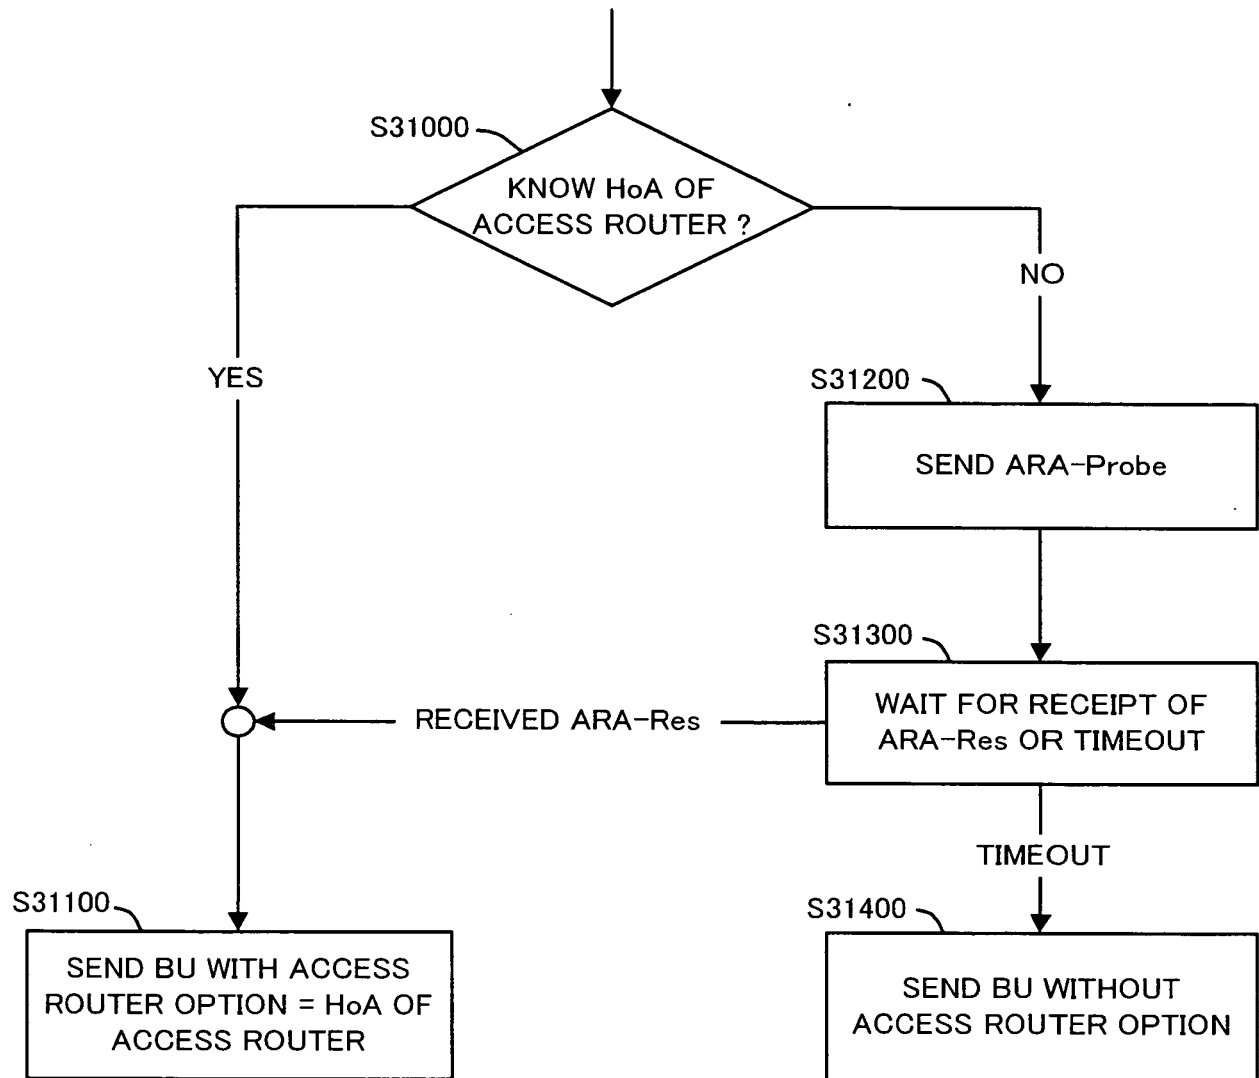 S31000
KNOW HoA OF
ACCESS ROUTER ?
NO
YES
S31200
SEND ARA-Probe
S31300
WAIT FOR RECEIPT OF
ARA-Res OR TIMEOUT
RECEIVED ARA-Res
TIMEOUT
S31100
SEND BU WITH ACCESS
ROUTER OPTION = HoA OF
ACCESS ROUTER
S31400
SEND BU WITHOUT
ACCESS ROUTER OPTION